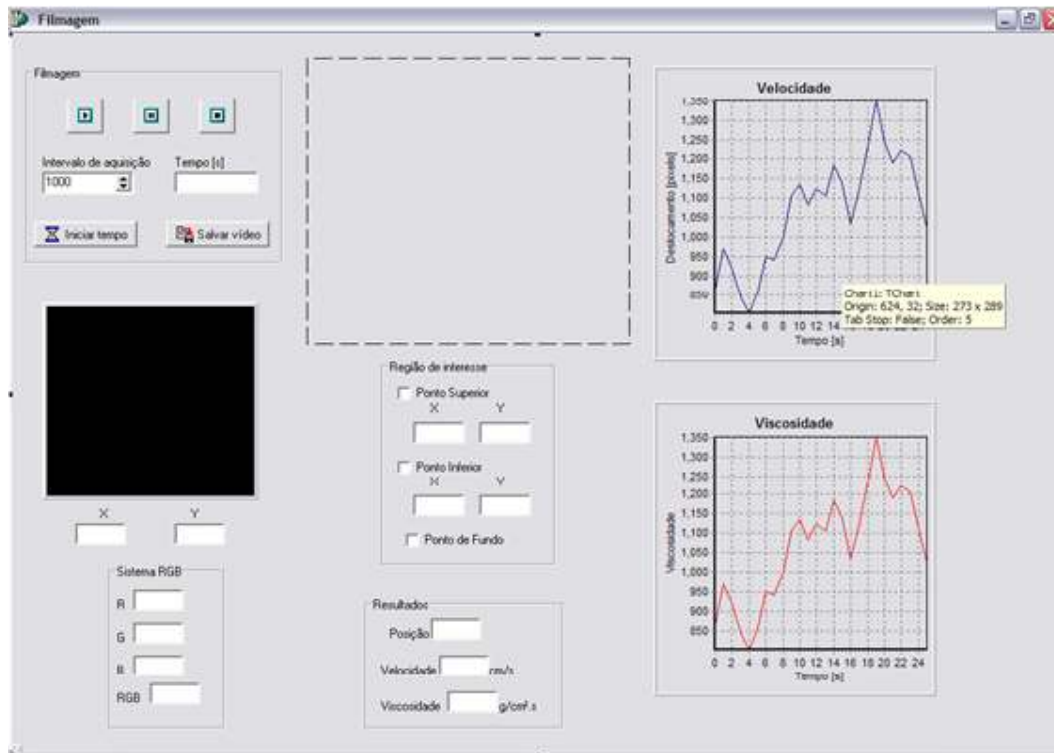 Filmagem
Filmagem
Intervalo de aquisição Tempo [s]
1000
Iniciar tempo Salvar vídeo
X Y
Sistema RGB
R
G
B
RGB
Região de interesse
Ponto Superior
X Y
Ponto Inferior
X Y
Ponto de Fundo
Resultados
Posição
Velocidade cm/s
Viscosidade g/cm².s
Velocidade
1,350
1,300
1,250
1,200
1,150
1,100
1,050
1,000
950
900
850
Deslocamento [pixels]
0 2 4 6 8 10 12 14
Tempo [s]
Chart1: TChart
Origin: 624, 32; Size: 273 x 289
Tab Stop: False; Order: 5
Viscosidade
1,350
1,300
1,250
1,200
1,150
1,100
1,050
1,000
950
900
850
Viscosidade
0 2 4 6 8 10 12 14 16 18 20 22 24
Tempo [s]